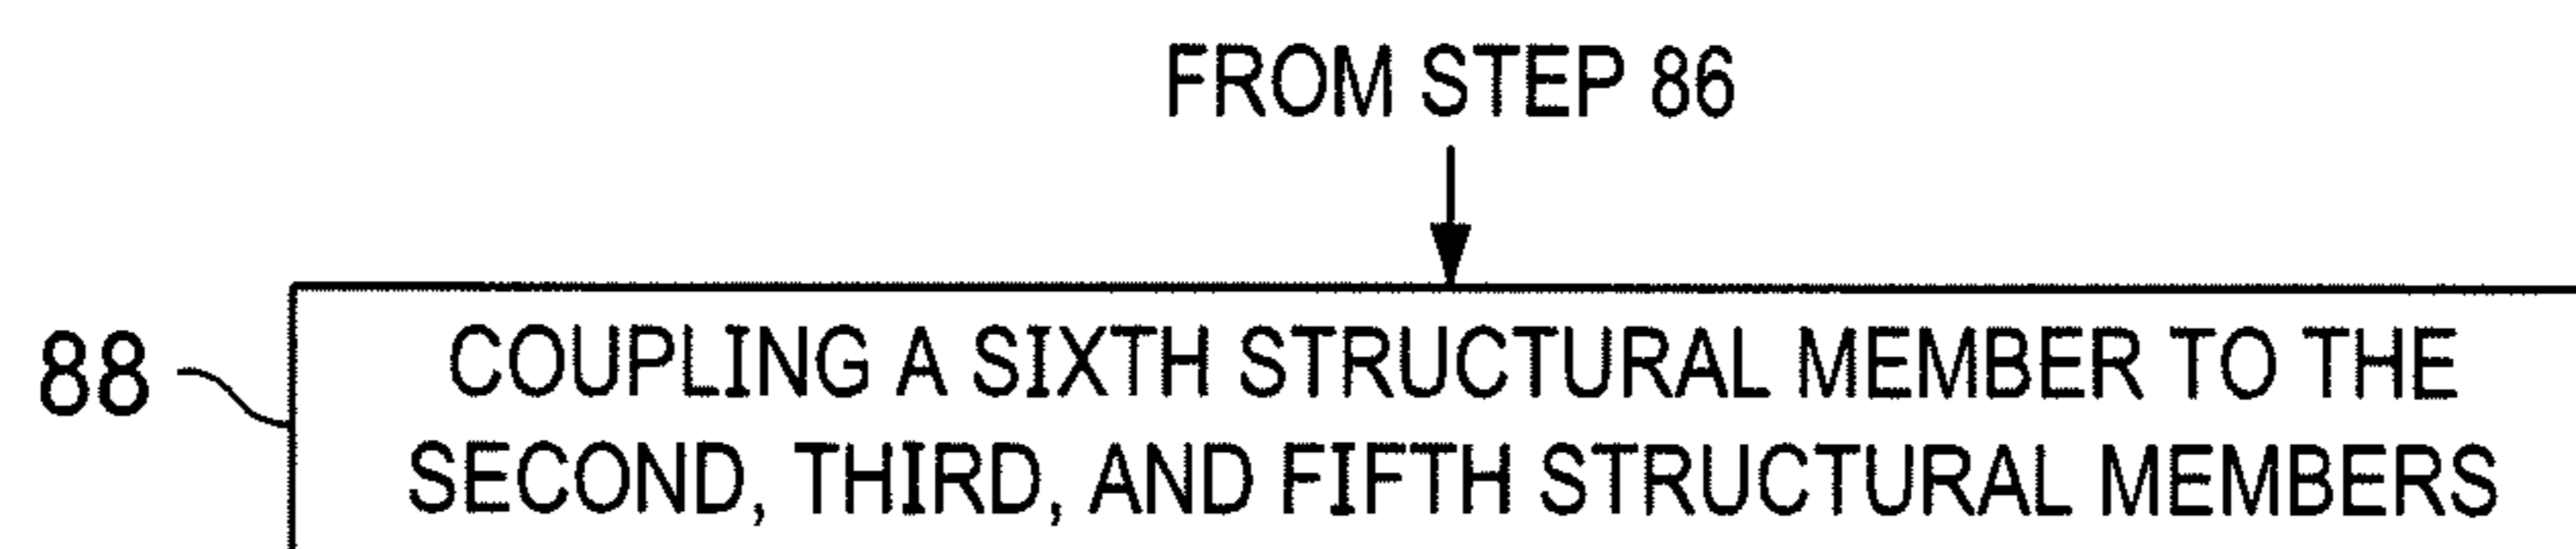 FROM STEP 86
88
COUPLING A SIXTH STRUCTURAL MEMBER TO THE
SECOND, THIRD, AND FIFTH STRUCTURAL MEMBERS